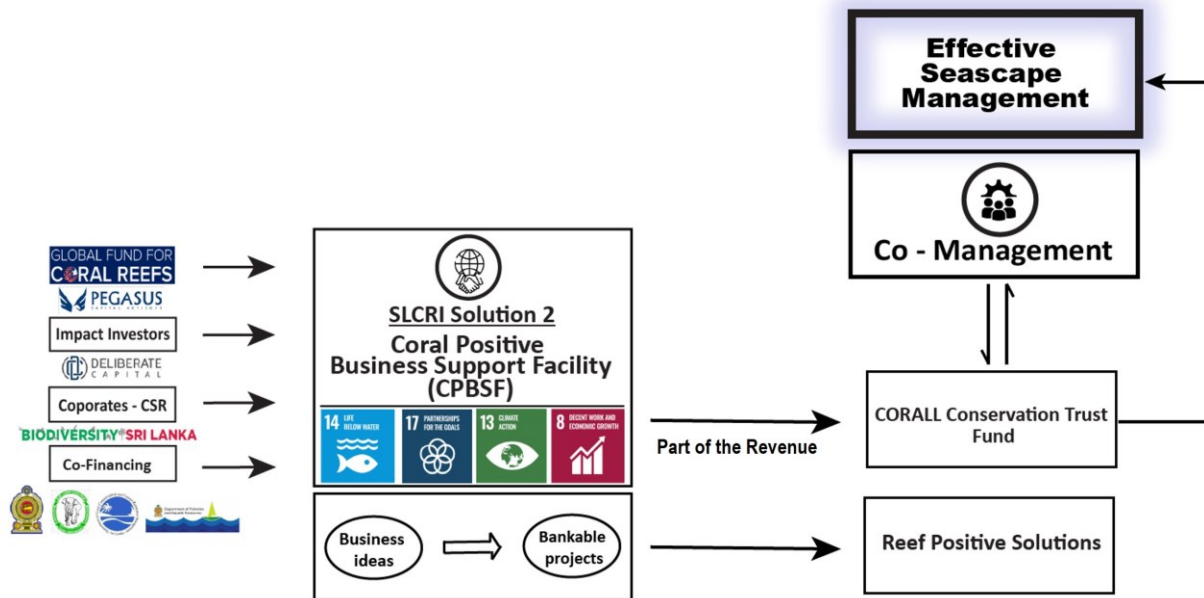 Effective
Seascape
Management
Co - Management
GLOBAL FUND FOR
CORAL REEFS
PEGASUS
Impact Investors
DELIBERATE
CAPITAL
Coporates - CSR
BIODIVERSITY SRI LANKA
Co-Financing
SLCRI Solution 2
Coral Positive
Business Support Facility
(CPBSF)
14 LIFE
BELOW WATER
17 PARTNERSHIPS
FOR THE GOALS
13 CLIMATE
ACTION
8 DECENT WORK AND
ECONOMIC GROWTH
Business
ideas
Bankable
projects
Part of the Revenue
CORALL Conservation Trust
Fund
Reef Positive Solutions